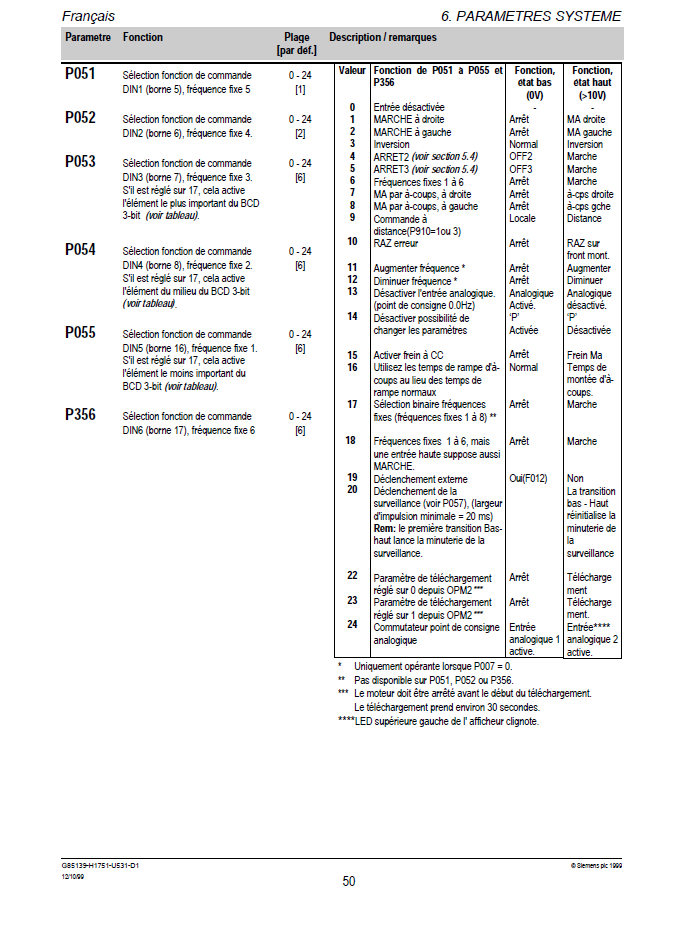 Français 6. PARAMETRES SYSTEME
Parametre Fonction Plage [par déf.] Description / remarques
P051 Sélection fonction de commande 0 - 24
DIN1 (borne 5), fréquence fixe 5 [1]
P052 Sélection fonction de commande 0 - 24
DIN2 (borne 6), fréquence fixe 4. [2]
P053 Sélection fonction de commande 0 - 24
DIN3 (borne 7), fréquence fixe 3. [6]
S'il est réglé sur 17, cela active
l'élément le plus important du BCD
3-bit (voir tableau).
P054 Sélection fonction de commande 0 - 24
DIN4 (borne 8), fréquence fixe 2. [6]
S'il est réglé sur 17, cela active
l'élément du milieu du BCD 3-bit
(voir tableau).
P055 Sélection fonction de commande 0 - 24
DIN5 (borne 16), fréquence fixe 1. [6]
S'il est réglé sur 17, cela active
l'élément le moins important du
BCD 3-bit (voir tableau).
P356 Sélection fonction de commande 0 - 24
DIN6 (borne 17), fréquence fixe 6 [6]
Valeur Fonction de P051 à P055 et Fonction, Fonction,
P356 état bas état haut
(0V) (>10V)
0 Entrée désactivée - -
1 MARCHE à droite Arrêt MA droite
2 MARCHE à gauche Arrêt MA gauche
3 Inversion Normal Inversion
4 ARRET2 (voir section 5.4) OFF2 Marche
5 ARRET3 (voir section 5.4) OFF3 Marche
6 Fréquences fixes 1 à 6 Arrêt Marche
7 MA par à-coups, à droite Arrêt à-cps droite
8 MA par à-coups, à gauche Arrêt à-cps gche
9 Commande à Locale Distance
distance(P910=1ou 3)
10 RAZ erreur Arrêt RAZ sur
front mont.
11 Augmenter fréquence * Arrêt Augmenter
12 Diminuer fréquence * Arrêt Diminuer
13 Désactiver l'entrée analogique. Analogique Analogique
(point de consigne 0.0Hz) Activé. désactivé.
14 Désactiver possibilité de 'P' 'P'
changer les paramètres Activée Désactivée
15 Activer frein à CC Arrêt Frein Ma
16 Utilisez les temps de rampe d'à- Normal Temps de
coups au lieu des temps de montée d'à-
rampe normaux coups.
17 Sélection binaire fréquences Arrêt Marche
fixes (fréquences fixes 1 à 8) **
18 Fréquences fixes 1 à 6, mais Arrêt Marche
une entrée haute suppose aussi
MARCHE.
19 Déclenchement externe Oui(F012) Non
20 Déclenchement de la La transition
surveillance (voir P057), (largeur bas - Haut
d'impulsion minimale = 20 ms) réinitialise la
Rem: le première transition Bas- minuterie de
haut lance la minuterie de la la
surveillance. surveillance
22 Paramètre de téléchargement Arrêt Télécharge
réglé sur 0 depuis OPM2 *** ment
23 Paramètre de téléchargement Arrêt Télécharge
réglé sur 1 depuis OPM2 *** ment.
24 Commutateur point de consigne Entrée Entrée****
analogique analogique 1 analogique 2
active. active.
* Uniquement opérante lorsque P007 = 0.
** Pas disponible sur P051, P052 ou P356.
*** Le moteur doit être arrêté avant le début du téléchargement.
Le téléchargement prend environ 30 secondes.
****LED supérieure gauche de l' afficheur clignote.
G85139-H1751-U531-D1 © Siemens plc 1999
12/10/99
50